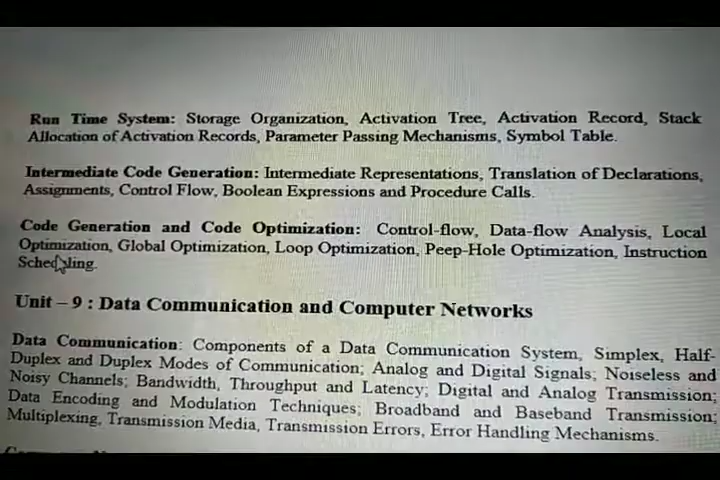 Run Time System: Storage Organization, Activation Tree, Activation Record, Stack
Allocation of Activation Records, Parameter Passing Mechanisms, Symbol Table.
Intermediate Code Generation: Intermediate Representations, Translation of Declarations,
Assignments, Control Flow, Boolean Expressions and Procedure Calls.
Code Generation and Code Optimization: Control-flow, Data-flow Analysis, Local
Optimization, Global Optimization, Loop Optimization, Peep-Hole Optimization, Instruction
Scheduling.
Unit – 9 : Data Communication and Computer Networks
Data Communication: Components of a Data Communication System, Simplex, Half-
Duplex and Duplex Modes of Communication; Analog and Digital Signals; Noiseless and
Noisy Channels; Bandwidth, Throughput and Latency; Digital and Analog Transmission;
Data Encoding and Modulation Techniques; Broadband and Baseband Transmission;
Multiplexing, Transmission Media, Transmission Errors, Error Handling Mechanisms.